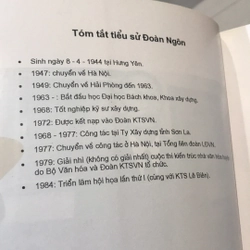 Tóm tắt tiểu sử Đoàn Ngôn
• Sinh ngày 8 - 4 - 1944 tại Hưng Yên.
• 1947: chuyển về Hà Nội.
• 1949: Chuyển về Hải Phòng đến 1963.
• 1963 - : Bắt đầu học Đại học Bách khoa, Khoa xây dựng.
• 1968: Tốt nghiệp kỹ sư xây dựng.
• 1972: Được kết nạp vào Đoàn KTSVN.
• 1968 - 1977: Công tác tại Ty Xây dựng tỉnh Sơn La.
• 1977: Chuyển về công tác ở Hà Nội, tại Tổng liên đoàn LĐVN.
• 1979: Giải nhì (không có giải nhất) cuộc thi kiến trúc nhà văn
do Bộ Văn hóa và Đoàn KTSVN tổ chức.
• 1984: Triển lãm hội họa lần thứ I (cùng với KTS Lê Biên).